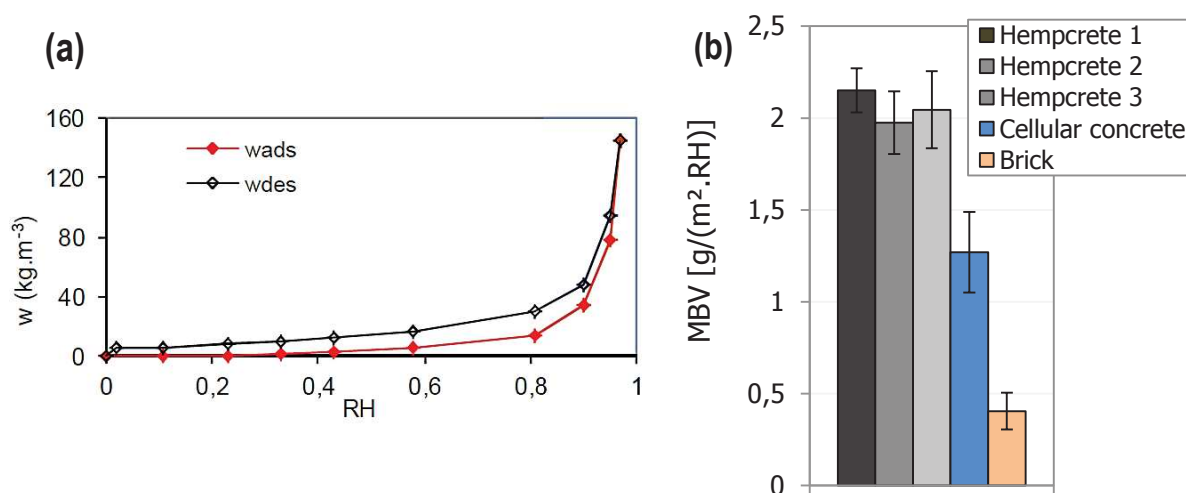 (a)
160
120
80
40
0
w (kg.m-3)
wads
wdes
0
0,2
0,4
0,6
0,8
1
RH
(b)
2,5
2
1,5
1
0,5
0
MBV [g/(m².RH)]
Hempcrete 1
Hempcrete 2
Hempcrete 3
Cellular concrete
Brick